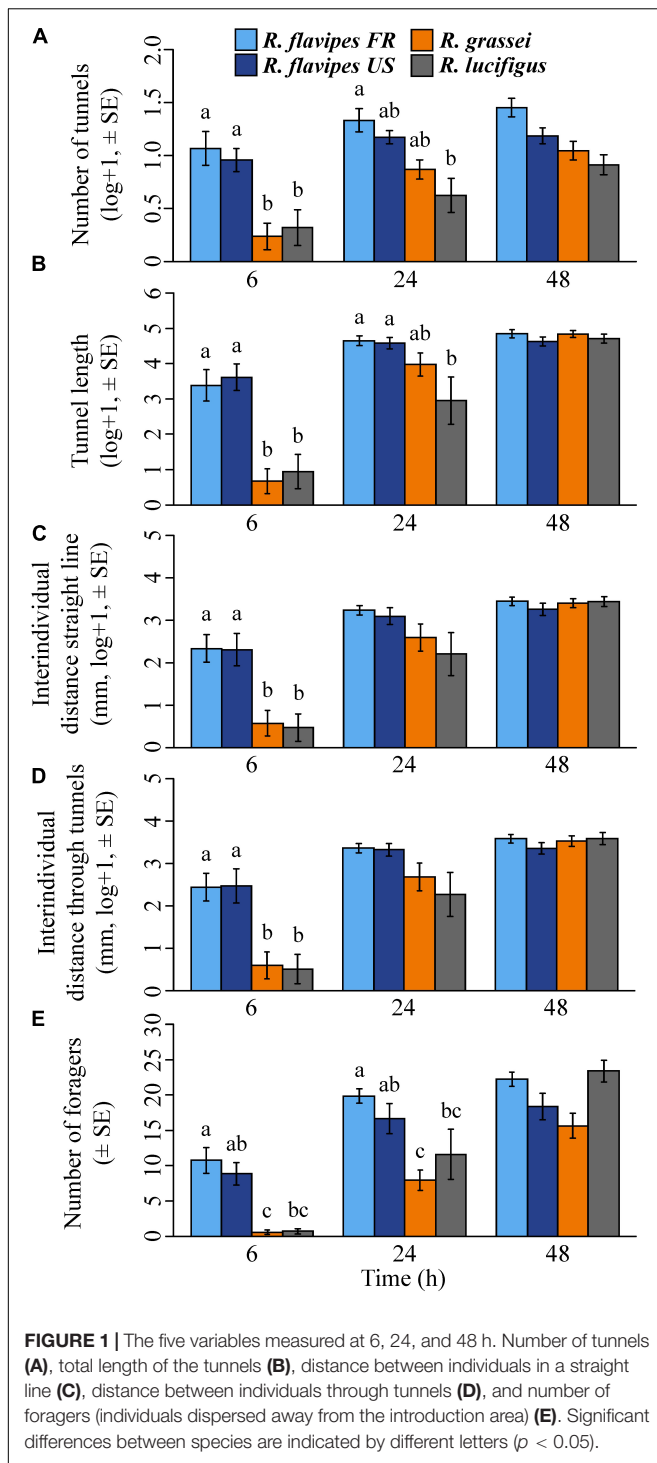 A
R. flavipes FR
R. grassei
R. flavipes US
R. lucifigus
Number of tunnels
(log+1, ± SE)
2.0
1.5
1.0
0.5
0
a a b b
a ab ab b
6 24 48
B
Tunnel length
(log+1, ± SE)
6
5
4
3
2
1
0
a a b b
a a ab b
6 24 48
C
Interindividual
distance straight line
(mm, log+1, ± SE)
5
4
3
2
1
0
a a b b
6 24 48
D
Interindividual
distance through tunnels
(mm, log+1, ± SE)
5
4
3
2
1
0
a a b b
6 24 48
E
Number of foragers
(± SE)
30
25
20
15
10
5
0
a ab c bc
a ab c bc
6 24 48
Time (h)
FIGURE 1 | The five variables measured at 6, 24, and 48 h. Number of tunnels
(A), total length of the tunnels (B), distance between individuals in a straight
line (C), distance between individuals through tunnels (D), and number of
foragers (individuals dispersed away from the introduction area) (E). Significant
differences between species are indicated by different letters (p < 0.05).